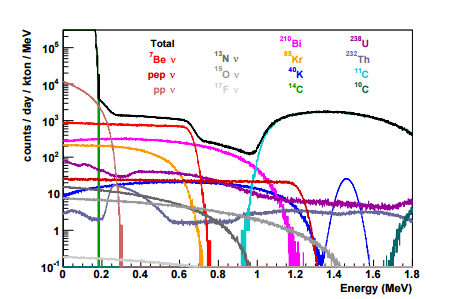 counts / day / kton / MeV
10⁵
10⁴
10³
10²
10
1
10⁻¹
Total
⁷Be ν
pep ν
pp ν
¹³N ν
¹⁵O ν
¹⁷F ν
²¹⁰Bi
⁸⁵Kr
⁴⁰K
¹⁴C
²³⁸U
²³²Th
¹¹C
¹⁰C
0 0.2 0.4 0.6 0.8 1 1.2 1.4 1.6 1.8
Energy (MeV)